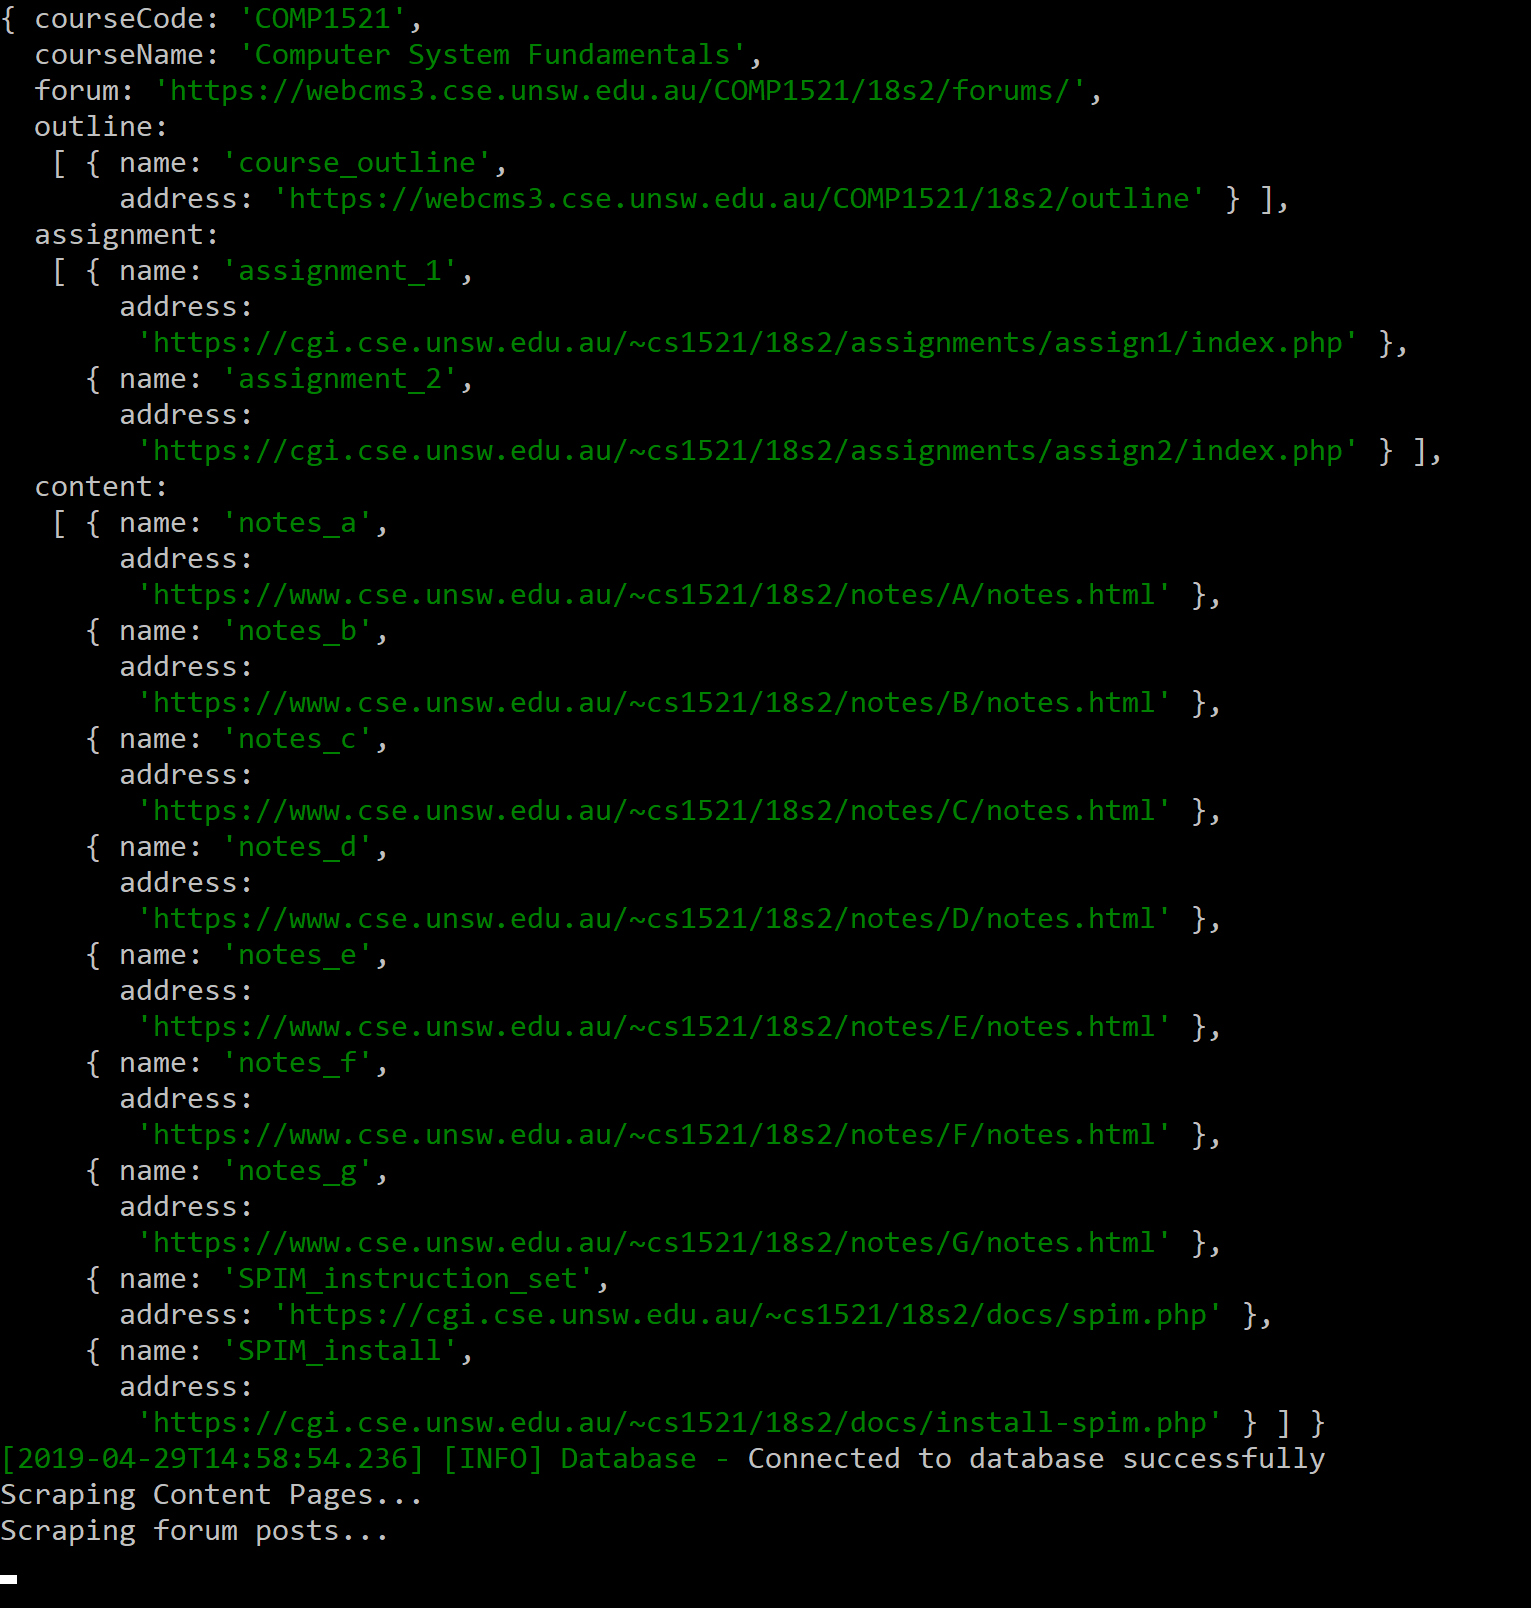 { courseCode: 'COMP1521',
  courseName: 'Computer System Fundamentals',
  forum: 'https://webcms3.cse.unsw.edu.au/COMP1521/18s2/forums/',
  outline:
   [ { name: 'course_outline',
       address: 'https://webcms3.cse.unsw.edu.au/COMP1521/18s2/outline' } ],
  assignment:
   [ { name: 'assignment_1',
       address:
        'https://cgi.cse.unsw.edu.au/~cs1521/18s2/assignments/assign1/index.php' },
     { name: 'assignment_2',
       address:
        'https://cgi.cse.unsw.edu.au/~cs1521/18s2/assignments/assign2/index.php' } ],
  content:
   [ { name: 'notes_a',
       address:
        'https://www.cse.unsw.edu.au/~cs1521/18s2/notes/A/notes.html' },
     { name: 'notes_b',
       address:
        'https://www.cse.unsw.edu.au/~cs1521/18s2/notes/B/notes.html' },
     { name: 'notes_c',
       address:
        'https://www.cse.unsw.edu.au/~cs1521/18s2/notes/C/notes.html' },
     { name: 'notes_d',
       address:
        'https://www.cse.unsw.edu.au/~cs1521/18s2/notes/D/notes.html' },
     { name: 'notes_e',
       address:
        'https://www.cse.unsw.edu.au/~cs1521/18s2/notes/E/notes.html' },
     { name: 'notes_f',
       address:
        'https://www.cse.unsw.edu.au/~cs1521/18s2/notes/F/notes.html' },
     { name: 'notes_g',
       address:
        'https://www.cse.unsw.edu.au/~cs1521/18s2/notes/G/notes.html' },
     { name: 'SPIM_instruction_set',
       address: 'https://cgi.cse.unsw.edu.au/~cs1521/18s2/docs/spim.php' },
     { name: 'SPIM_install',
       address:
        'https://cgi.cse.unsw.edu.au/~cs1521/18s2/docs/install-spim.php' } ] }
[2019-04-29T14:58:54.236] [INFO] Database - Connected to database successfully
Scraping Content Pages...
Scraping forum posts...